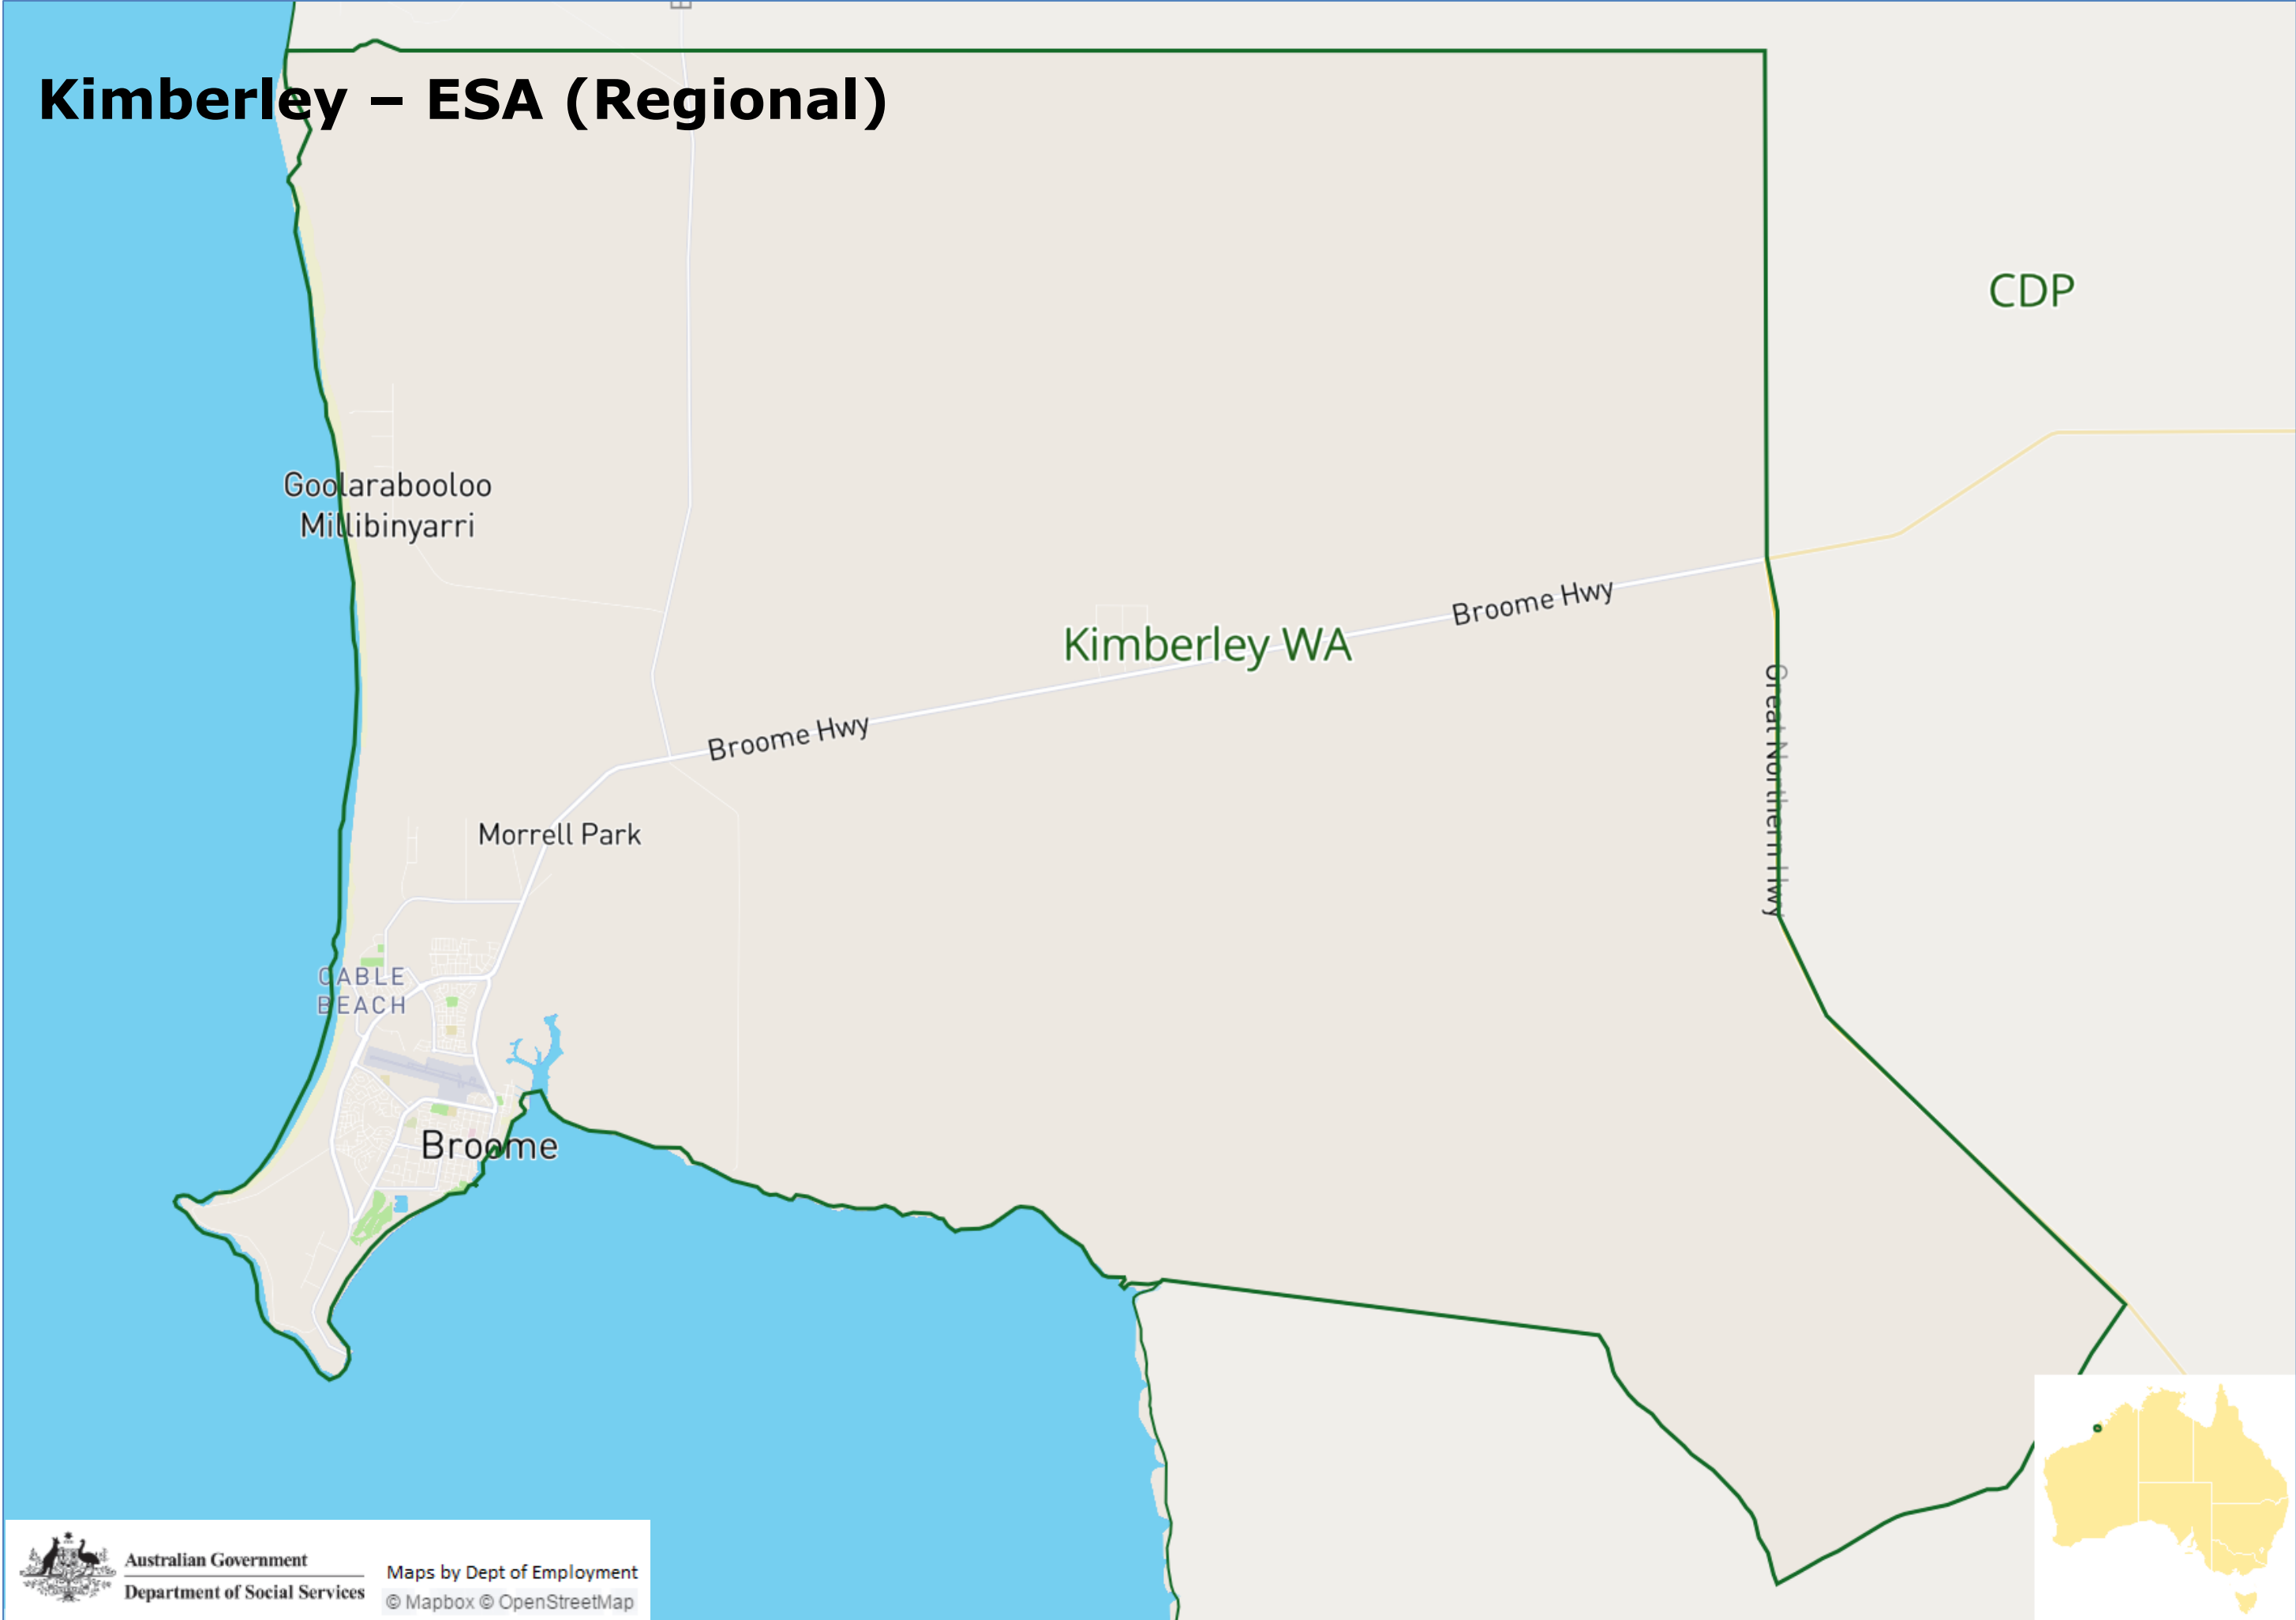 Kimberley – ESA (Regional)
CDP
Goolarabooloo
Millibinyarri
Broome Hwy
Kimberley WA
Great Northern Hwy
Broome Hwy
Morrell Park
CABLE
BEACH
Broome
Australian Government
Department of Social Services
Maps by Dept of Employment
© Mapbox © OpenStreetMap